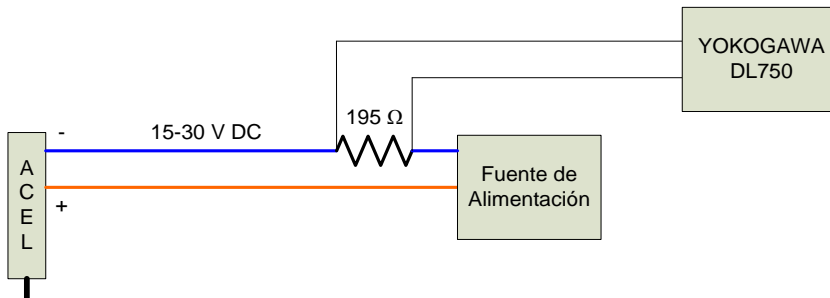 YOKOGAWA
DL750
195 Ω
-
15-30 V DC
A
C
E
L
+
Fuente de
Alimentación